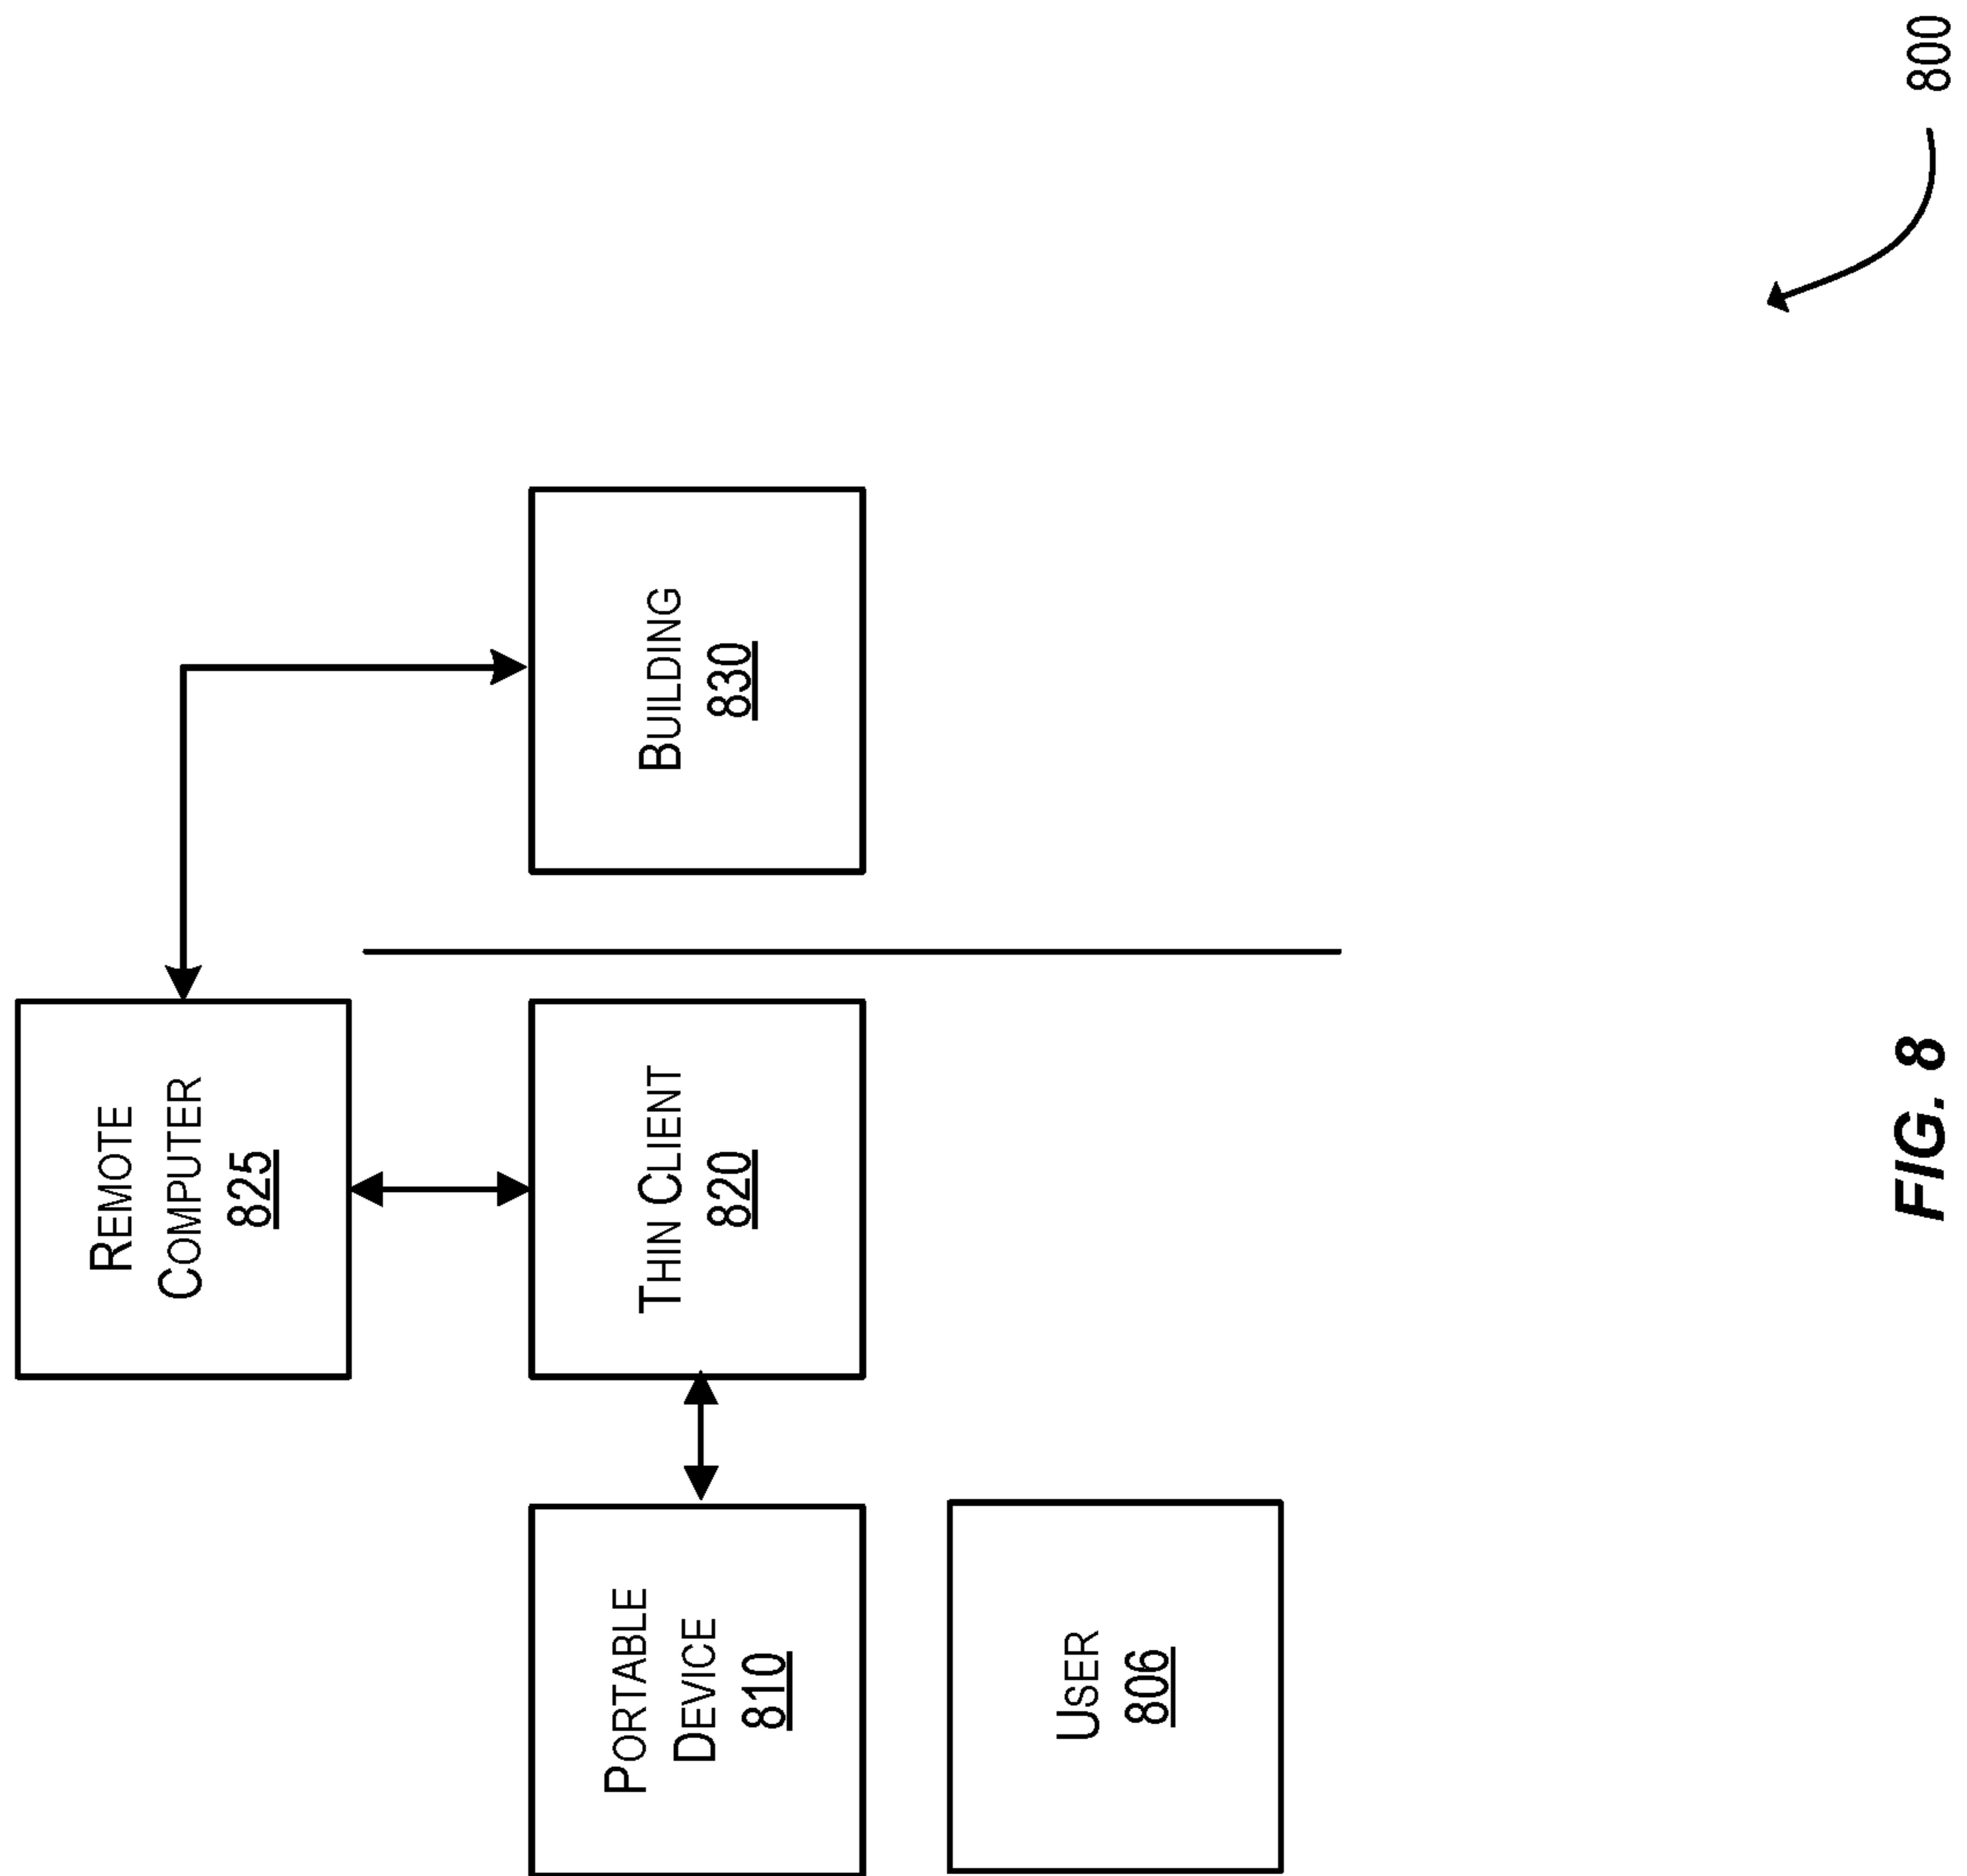 REMOTE
COMPUTER
825
PORTABLE
DEVICE
810
THIN CLIENT
820
BUILDING
830
USER
806
FIG. 8
800